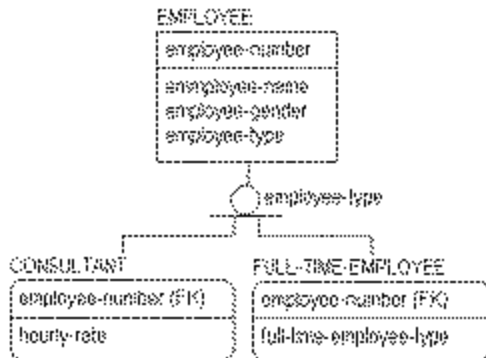 EMPLOYEE
employee-number
employee-name
employee-gender
employee-type
employee-type
CONSULTANT
employee-number (FK)
hourly-rate
FULL-TIME-EMPLOYEE
employee-number (FK)
full-time-employee-type